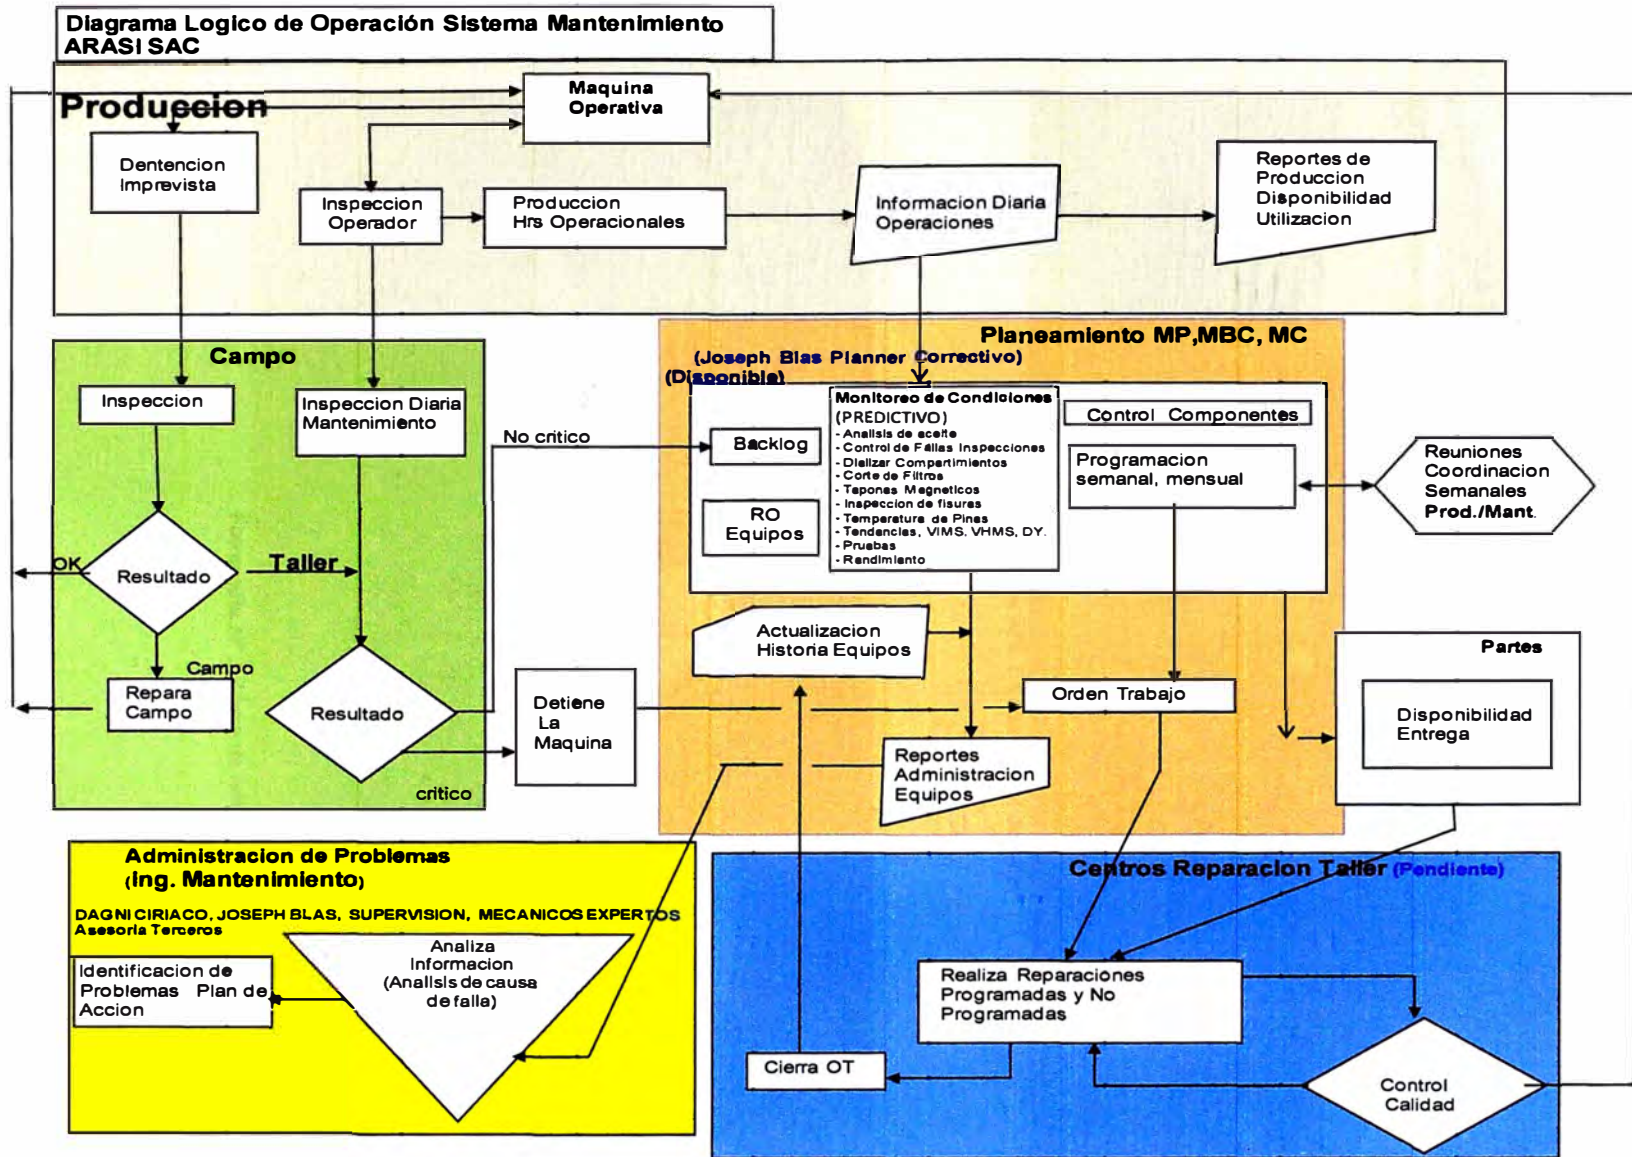 Diagrama Logico de Operación Sistema Mantenimiento
ARASI SAC
Produccion
Maquina
Operativa
Dentencion
Imprevista
Inspeccion
Operador
Produccion
Hrs Operacionales
Informacion Diaria
Operaciones
Reportes de
Produccion
Disponibilidad
Utilizacion
Campo
Inspeccion
Inspeccion Diaria
Mantenimiento
No critico
OK
Resultado
Taller
Campo
Repara
Campo
Resultado
critico
Detiene
La
Maquina
Planeamiento MP,MBC, MC
(Joseph Blas Planner Correctivo)
(Disponible)
Backlog
RO
Equipos
Monitoreo de Condiciones
(PREDICTIVO)
- Analisis de aceite
- Control de Fallas Inspecciones
- Dializar Compartimientos
- Corte de Filtros
- Tapones Magneticos
- Inspeccion de fisuras
- Temperatura de Pines
- Tendencias, VIMS, VHMS, DY.
- Pruebas
- Rendimiento
Control Componentes
Programacion
semanal, mensual
Reuniones
Coordinacion
Semanales
Prod./Mant.
Actualizacion
Historia Equipos
Orden Trabajo
Reportes
Administracion
Equipos
Partes
Disponibilidad
Entrega
Administracion de Problemas
(ing. Mantenimiento)
DAGNI CIRIACO, JOSEPH BLAS, SUPERVISION, MECANICOS EXPERTOS
Asesoria Terceros
Identificacion de
Problemas Plan de
Accion
Analiza
Informacion
(Analisis de causa
de falla)
Centros Reparacion Taller (Pendiente)
Realiza Reparaciones
Programadas y No
Programadas
Cierra OT
Control
Calidad